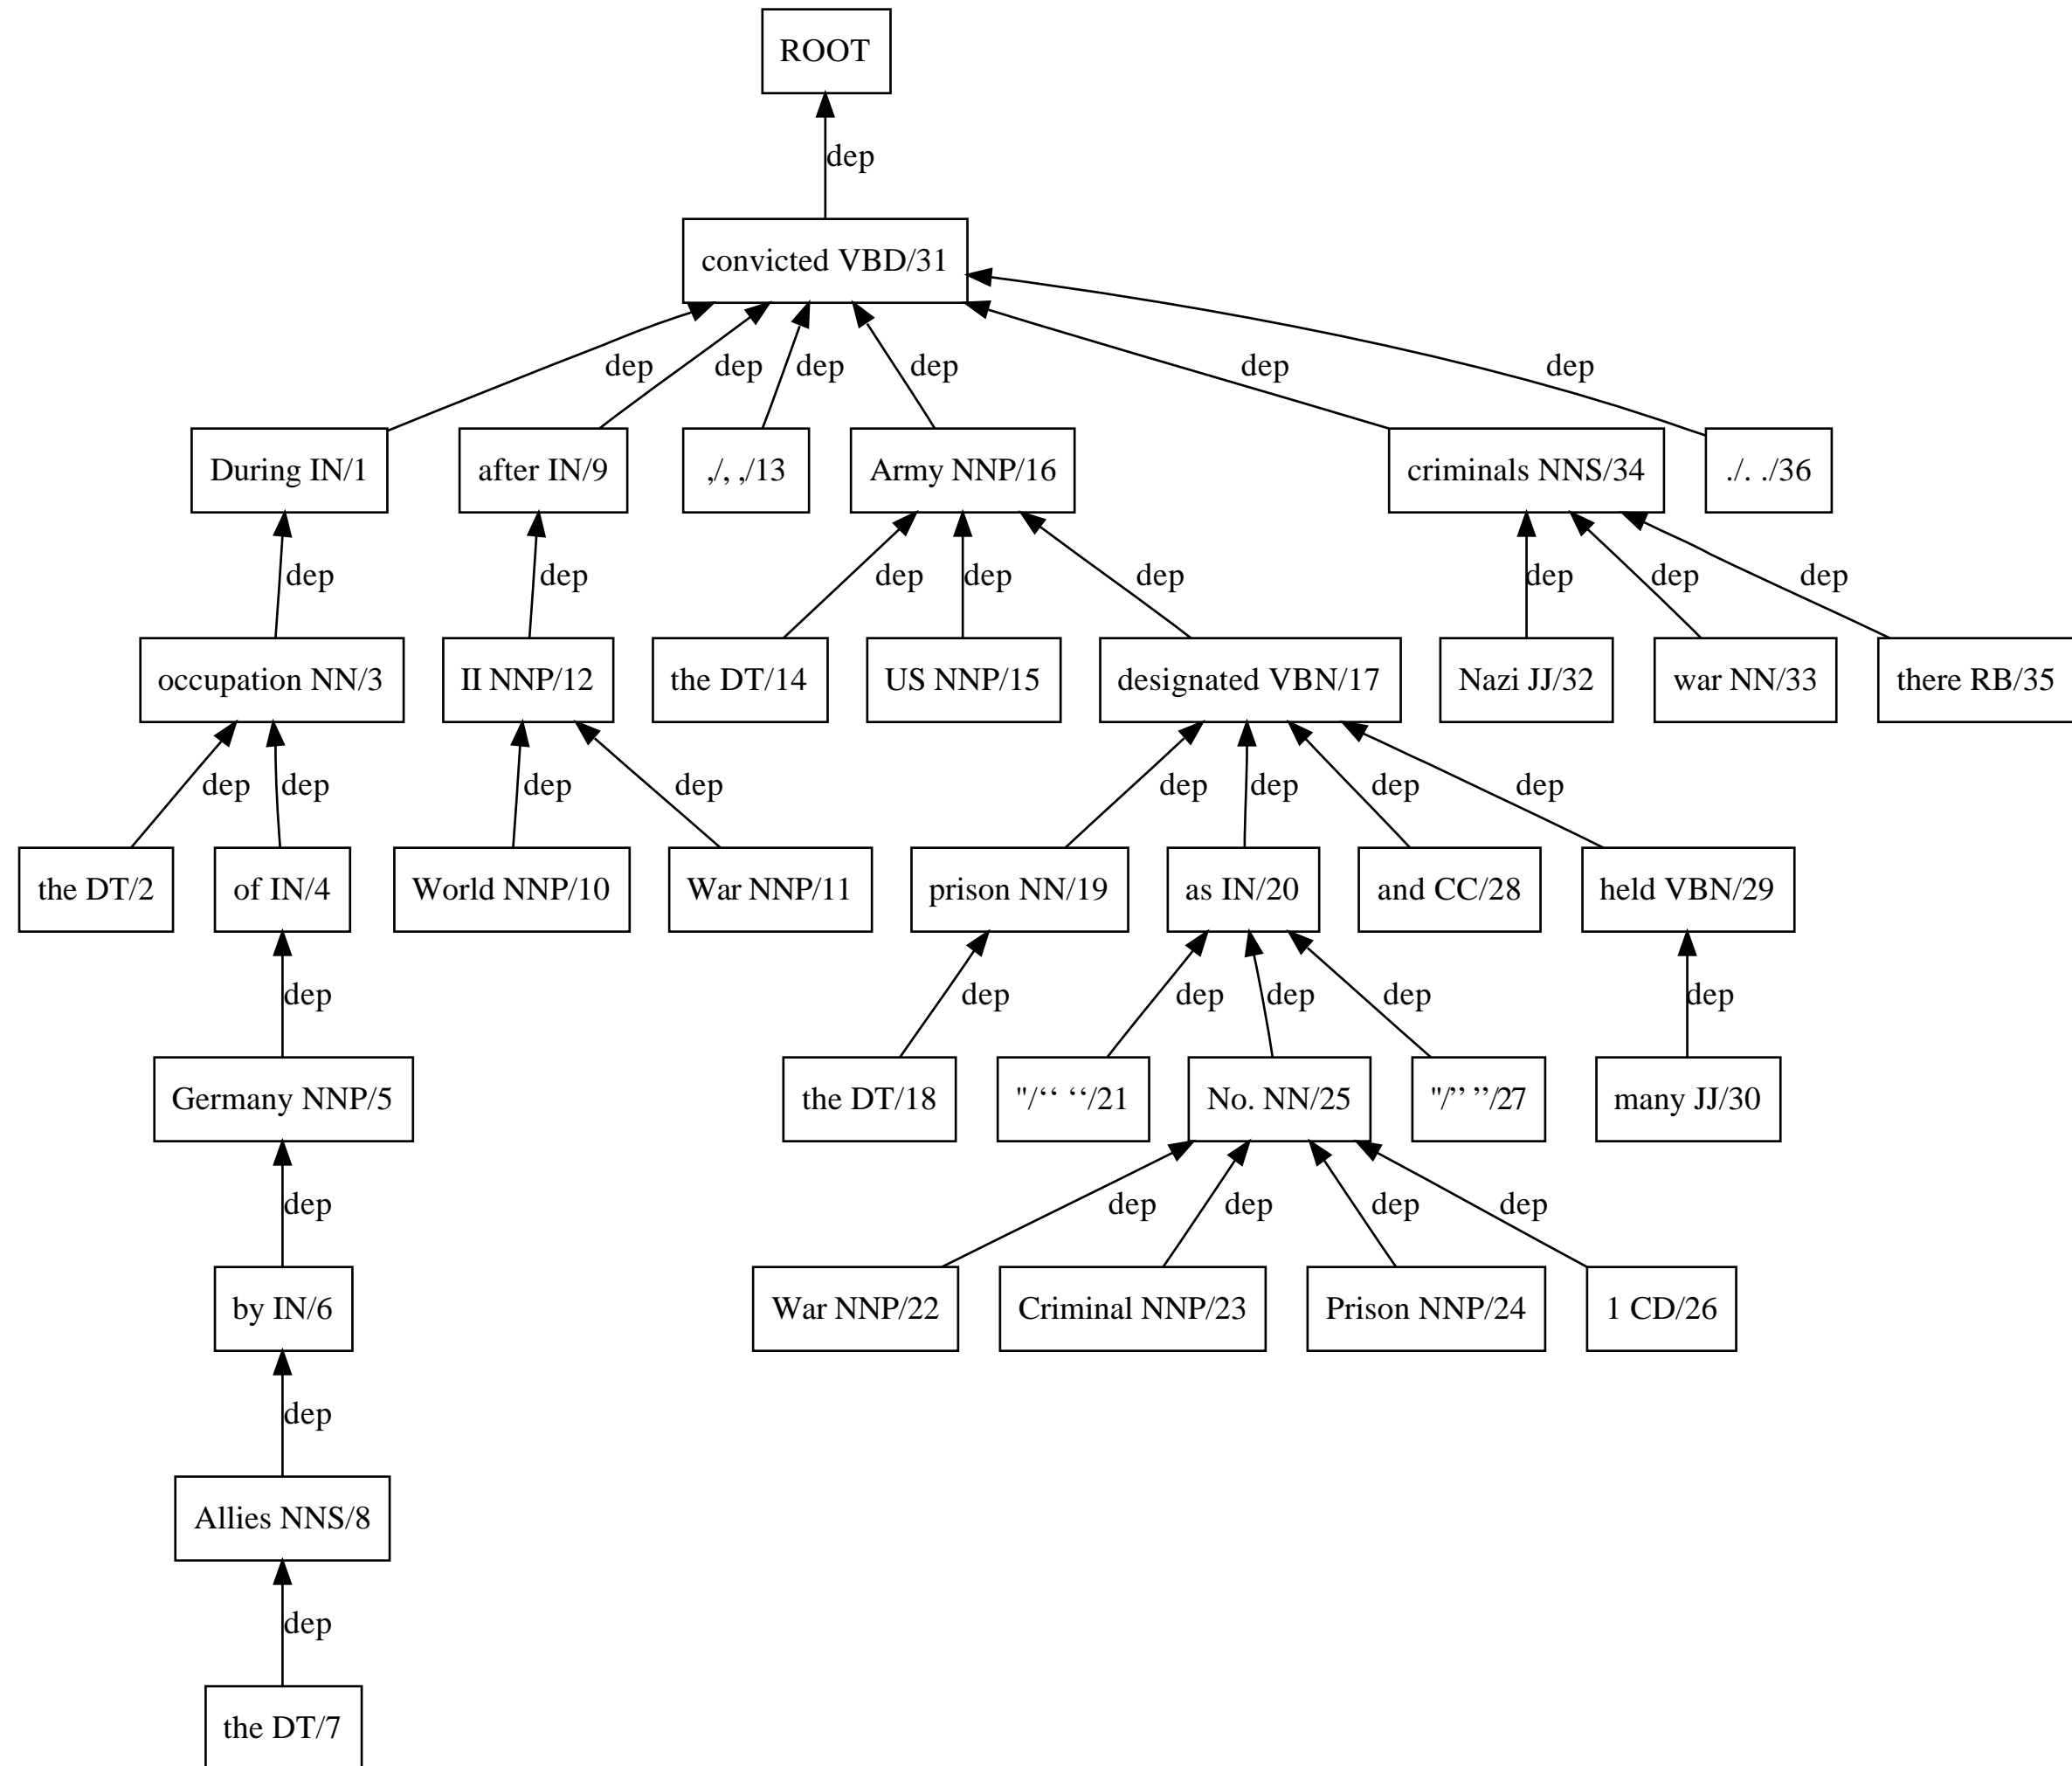 ROOT
dep
convicted VBD/31
dep dep dep dep dep dep
During IN/1 after IN/9 ,/, ,/13 Army NNP/16 criminals NNS/34 ./. ./36
dep dep dep dep dep dep dep dep
occupation NN/3 II NNP/12 the DT/14 US NNP/15 designated VBN/17 Nazi JJ/32 war NN/33 there RB/35
dep dep dep dep dep dep dep dep
the DT/2 of IN/4 World NNP/10 War NNP/11 prison NN/19 as IN/20 and CC/28 held VBN/29
dep dep dep dep dep dep
Germany NNP/5 the DT/18 "/“ “/21 No. NN/25 "/” ”/27 many JJ/30
dep dep dep dep dep
by IN/6 War NNP/22 Criminal NNP/23 Prison NNP/24 1 CD/26
dep
Allies NNS/8
dep
the DT/7